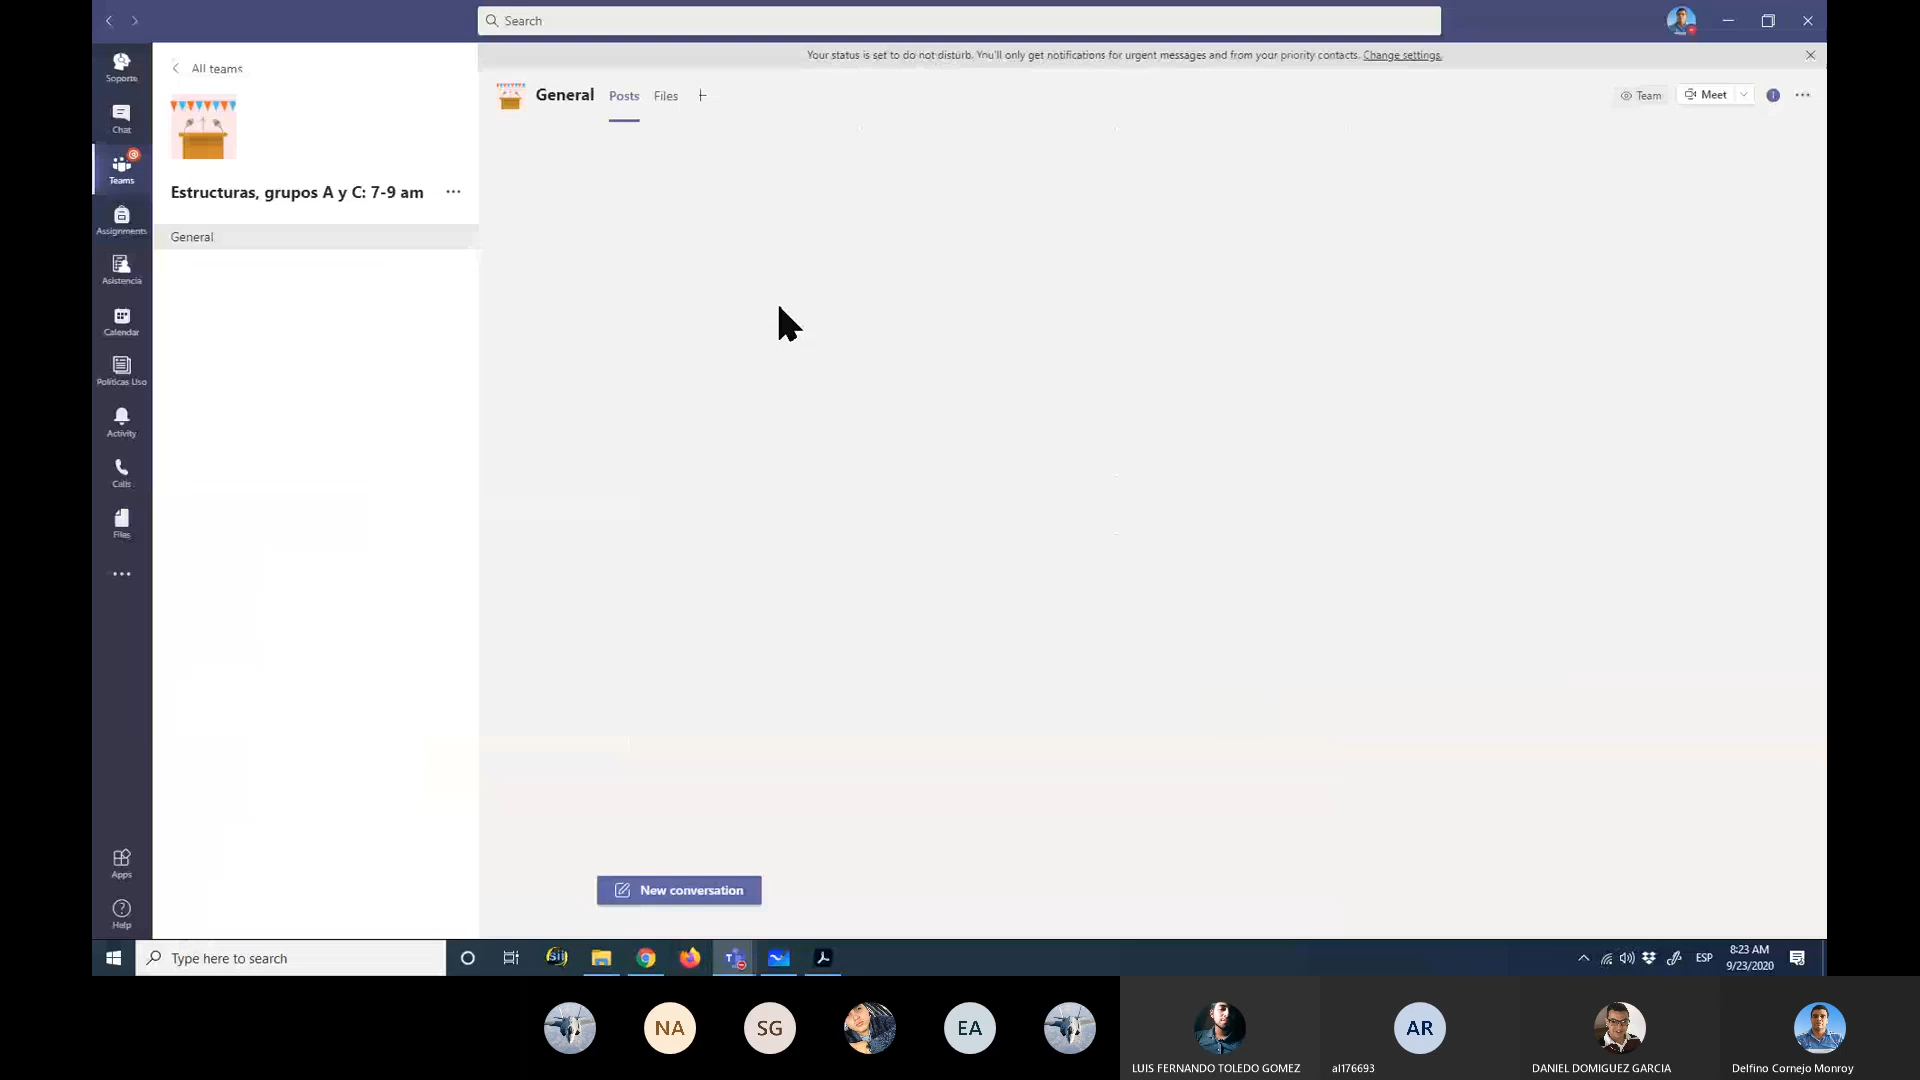 Search
Your status is set to do not disturb. You'll only get notifications for urgent messages and from your priority contacts. Change settings.
Soporte
Chat
Teams
Assignments
Asistencia
Calendar
Políticas Uso
Activity
Calls
Files
Apps
Help
All teams
Estructuras, grupos A y C: 7-9 am
General
General
Posts
Files
Team
Meet
New conversation
Type here to search
sii
ESP
8:23 AM
9/23/2020
NA
SG
EA
AR
LUIS FERNANDO TOLEDO GOMEZ
al176693
DANIEL DOMIGUEZ GARCIA
Delfino Cornejo Monroy